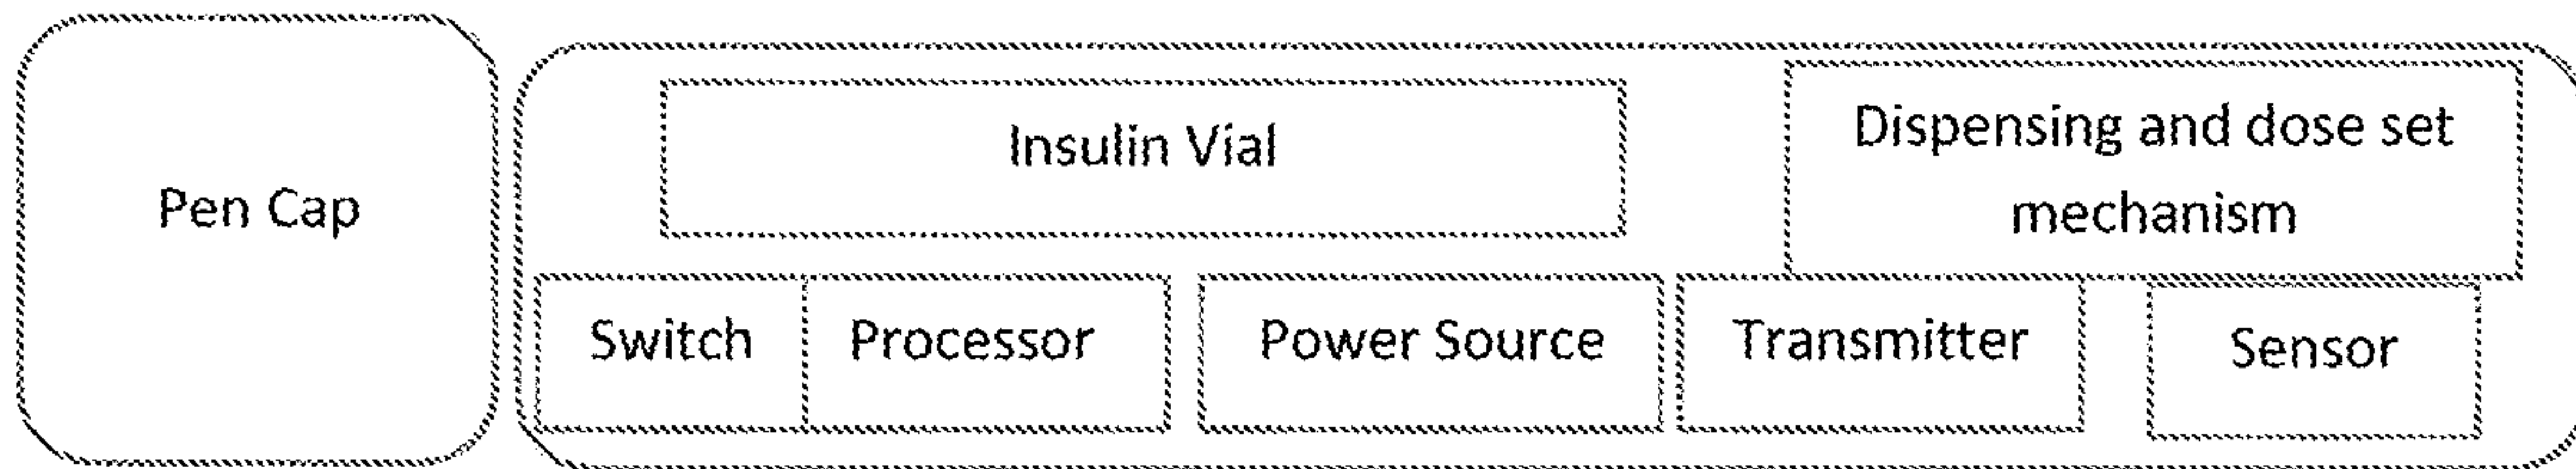 Pen Cap
Insulin Vial
Dispensing and dose set
mechanism
Switch
Processor
Power Source
Transmitter
Sensor